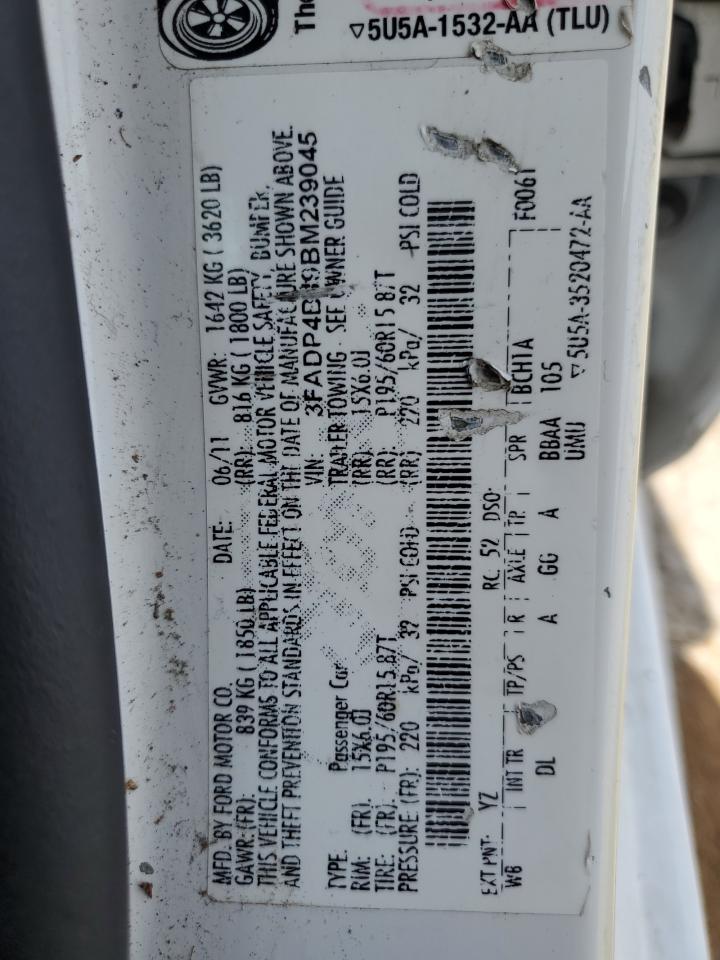 The
▽5U5A-1532-AA (TLU)
MFD. BY FORD MOTOR CO.
DATE: 06/11 GVWR: 1642 KG ( 3620 LB)
GAWR:(FR): 839 KG ( 1850 LB) (RR): 816 KG ( 1800 LB)
THIS VEHICLE CONFORMS TO ALL APPLICABLE FEDERAL MOTOR VEHICLE SAFETY, BUMPER,
AND THEFT PREVENTION STANDARDS IN EFFECT ON THE DATE OF MANUFACTURE SHOWN ABOVE.
VIN: BM239045
TYPE: Passenger Car TRAILER TOWING - SEE OWNER GUIDE
RIM: (FR). 15X6.0J (RR). 15X6.0J
TIRE: (FR) P195/60R15 87T (RR) P195/60R15 87T
PRESSURE (FR): 220 kPa/ 32 PSI COLD (RR): 220 kPa/ 32 PSI COLD
EXT PNT: YZ RC: 52 DSO: F0061
WB INT TR TP/PS R AXLE TP SPR BCH1A
DL A GG A BBAA 105
UMIJ ▽5U5A-3520472-AA